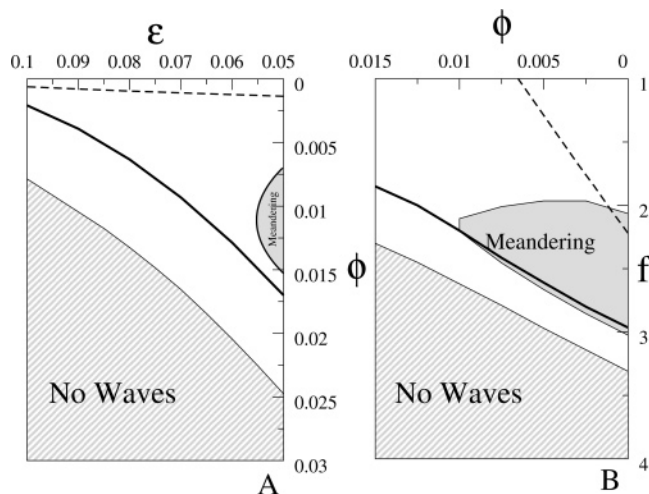 ε
0.1 0.09 0.08 0.07 0.06 0.05
0
0.005
0.01
0.015
0.02
0.025
0.03
ϕ
Meandering
No Waves
A
ϕ
0.015 0.01 0.005 0
1
2
3
4
f
Meandering
No Waves
B